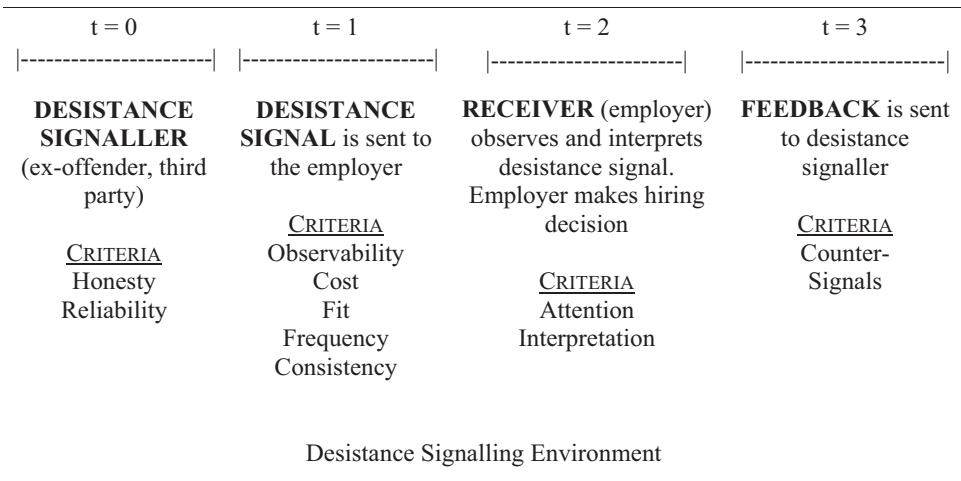 t = 0
|-----------------------|
DESISTANCE
SIGNALLER
(ex-offender, third
party)
CRITERIA
Honesty
Reliability
t = 1
|-----------------------|
DESISTANCE
SIGNAL is sent to
the employer
CRITERIA
Observability
Cost
Fit
Frequency
Consistency
t = 2
|-----------------------|
RECEIVER (employer)
observes and interprets
desistance signal.
Employer makes hiring
decision
CRITERIA
Attention
Interpretation
t = 3
|------------------------|
FEEDBACK is sent
to desistance
signaller
CRITERIA
Counter-
Signals
Desistance Signalling Environment